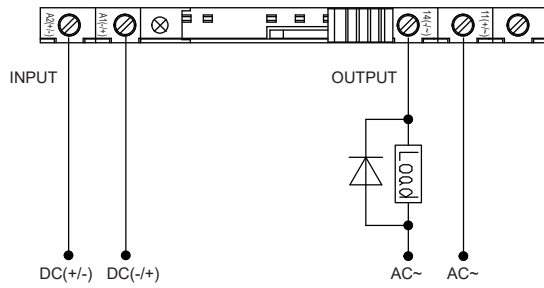 A2(+/-)
A1(-/+)
14(-/~)
11(+/~)
INPUT
OUTPUT
Load
DC(+/-)
DC(-/+)
AC~
AC~